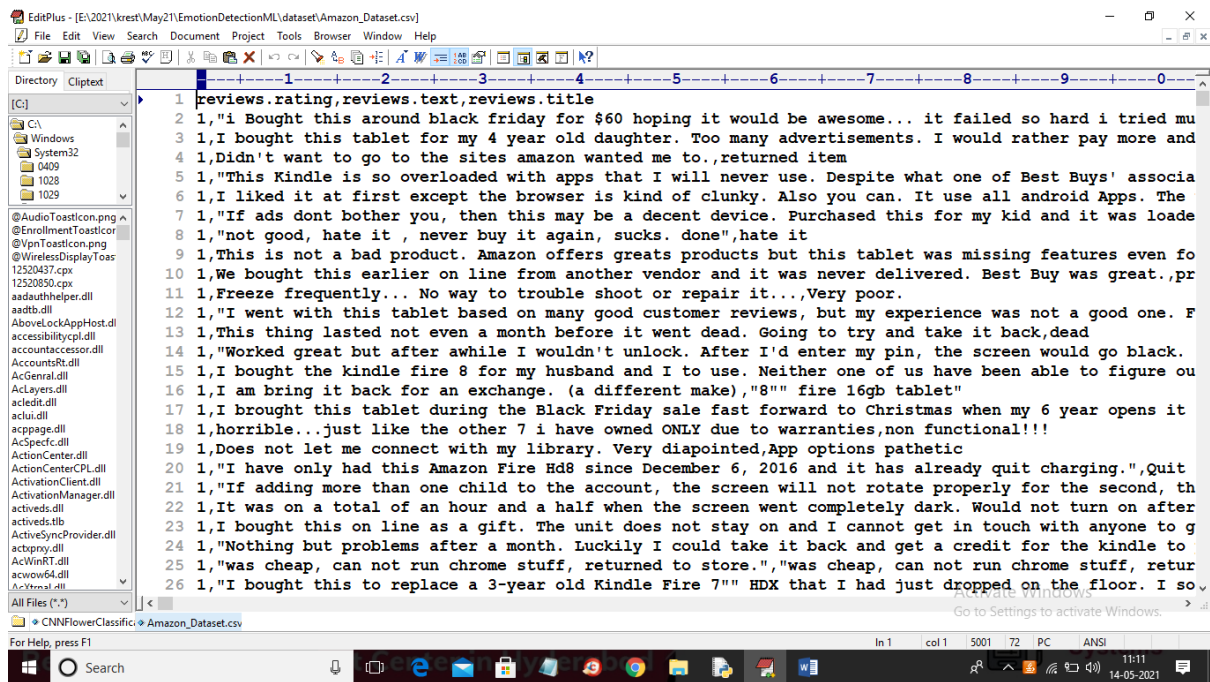 EditPlus - [E:\2021\krest\May21\EmotionDetectionML\dataset\Amazon_Dataset.csv]
File Edit View Search Document Project Tools Browser Window Help
Directory Cliptext
----+----1----+----2----+----3----+----4----+----5----+----6----+----7----+----8----+----9----+----0--
[C:]
C:\
Windows
System32
0409
1028
1029
@AudioToastIcon.png
@EnrollmentToastIcor
@VpnToastIcon.png
@WirelessDisplayToas
12520437.cpx
12520850.cpx
aadauthhelper.dll
aadtb.dll
AboveLockAppHost.dl
accessibilitycpl.dll
accountaccessor.dll
AccountsRt.dll
AcGenral.dll
AcLayers.dll
acledit.dll
aclui.dll
acppage.dll
AcSpecfc.dll
ActionCenter.dll
ActionCenterCPL.dll
ActivationClient.dll
ActivationManager.dll
activeds.dll
activeds.tlb
ActiveSyncProvider.dll
actxprxy.dll
AcWinRT.dll
acwow64.dll
AcXtrnal.dll
All Files (*.*)
1 reviews.rating,reviews.text,reviews.title
2 1,"i Bought this around black friday for $60 hoping it would be awesome... it failed so hard i tried mu
3 1,I bought this tablet for my 4 year old daughter. Too many advertisements. I would rather pay more and
4 1,Didn't want to go to the sites amazon wanted me to.,returned item
5 1,"This Kindle is so overloaded with apps that I will never use. Despite what one of Best Buys' associa
6 1,I liked it at first except the browser is kind of clunky. Also you can. It use all android Apps. The
7 1,"If ads dont bother you, then this may be a decent device. Purchased this for my kid and it was loade
8 1,"not good, hate it , never buy it again, sucks. done",hate it
9 1,This is not a bad product. Amazon offers greats products but this tablet was missing features even fo
10 1,We bought this earlier on line from another vendor and it was never delivered. Best Buy was great.,pr
11 1,Freeze frequently... No way to trouble shoot or repair it...,Very poor.
12 1,"I went with this tablet based on many good customer reviews, but my experience was not a good one. F
13 1,This thing lasted not even a month before it went dead. Going to try and take it back,dead
14 1,"Worked great but after awhile I wouldn't unlock. After I'd enter my pin, the screen would go black.
15 1,I bought the kindle fire 8 for my husband and I to use. Neither one of us have been able to figure ou
16 1,I am bring it back for an exchange. (a different make),"8"" fire 16gb tablet"
17 1,I brought this tablet during the Black Friday sale fast forward to Christmas when my 6 year opens it
18 1,horrible...just like the other 7 i have owned ONLY due to warranties,non functional!!!
19 1,Does not let me connect with my library. Very diapointed,App options pathetic
20 1,"I have only had this Amazon Fire Hd8 since December 6, 2016 and it has already quit charging.",Quit
21 1,"If adding more than one child to the account, the screen will not rotate properly for the second, th
22 1,It was on a total of an hour and a half when the screen went completely dark. Would not turn on after
23 1,I bought this on line as a gift. The unit does not stay on and I cannot get in touch with anyone to g
24 1,"Nothing but problems after a month. Luckily I could take it back and get a credit for the kindle to
25 1,"was cheap, can not run chrome stuff, returned to store.","was cheap, can not run chrome stuff, retur
26 1,"I bought this to replace a 3-year old Kindle Fire 7"" HDX that I had just dropped on the floor. I so
Activate Windows
Go to Settings to activate Windows.
CNNFlowerClassific Amazon_Dataset.csv
For Help, press F1 ln 1 col 1 5001 72 PC ANSI
Search
11:11
14-05-2021